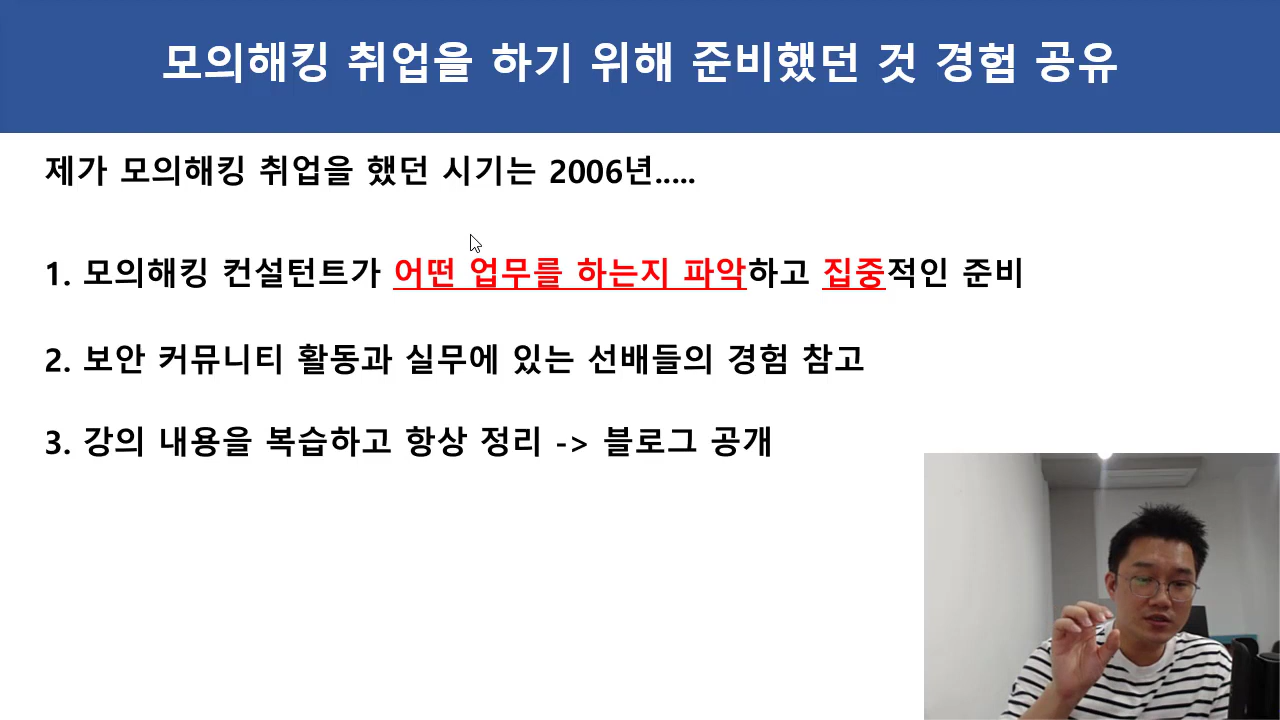 모의해킹 취업을 하기 위해 준비했던 것 경험 공유
제가 모의해킹 취업을 했던 시기는 2006년.....
1. 모의해킹 컨설턴트가 어떤 업무를 하는지 파악하고 집중적인 준비
2. 보안 커뮤니티 활동과 실무에 있는 선배들의 경험 참고
3. 강의 내용을 복습하고 항상 정리 -> 블로그 공개